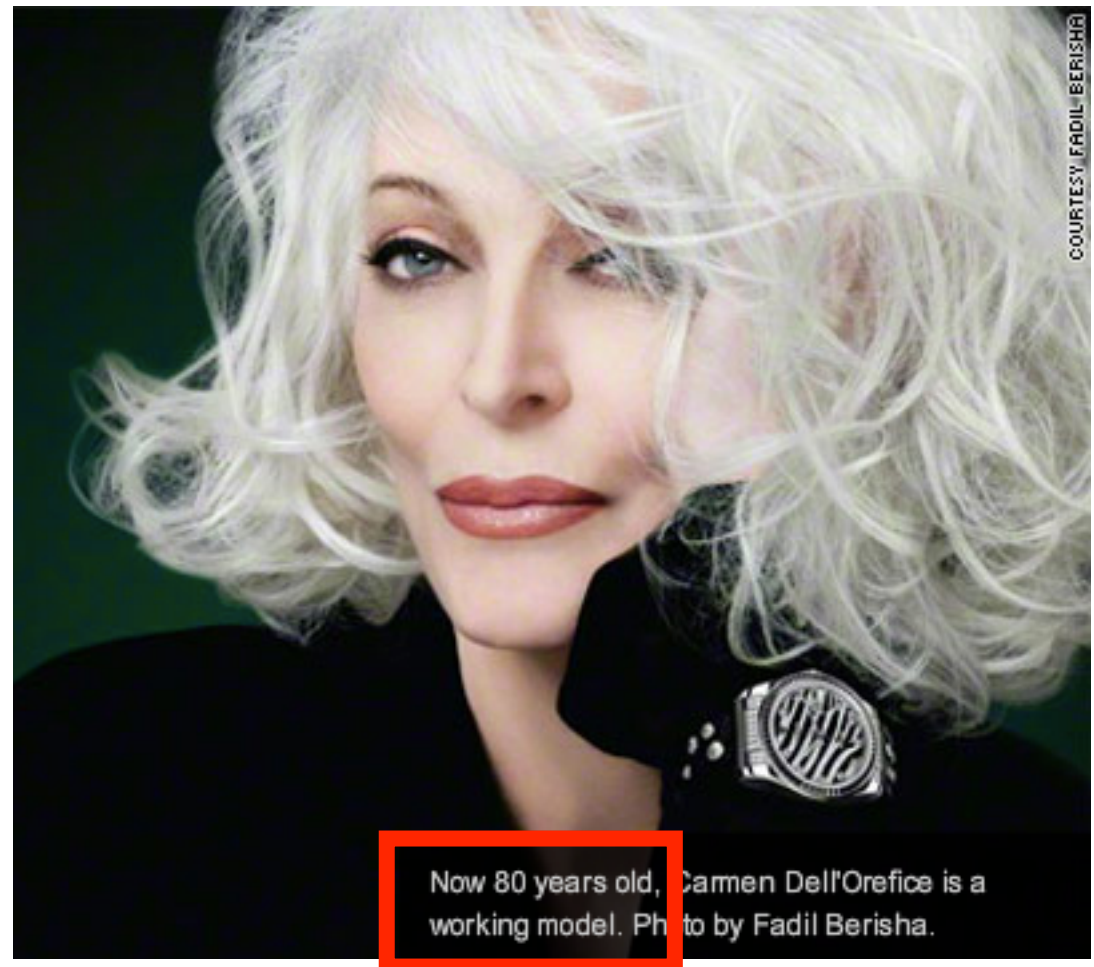 COURTESY FADIL BERISHA
Now 80 years old, Carmen Dell'Orefice is a
working model. Photo by Fadil Berisha.